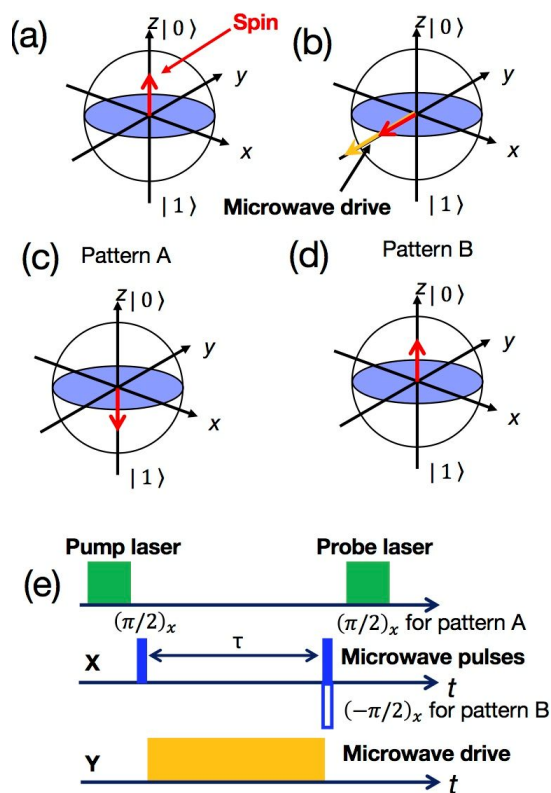 (a)
z|0⟩
Spin
y
x
|1⟩
(b)
z|0⟩
y
x
Microwave drive
|1⟩
(c)
Pattern A
z|0⟩
y
x
|1⟩
(d)
Pattern B
z|0⟩
y
x
|1⟩
(e)
Pump laser
Probe laser
(π/2)x
(π/2)x for pattern A
X
τ
Microwave pulses
t
(−π/2)x for pattern B
Y
Microwave drive
t